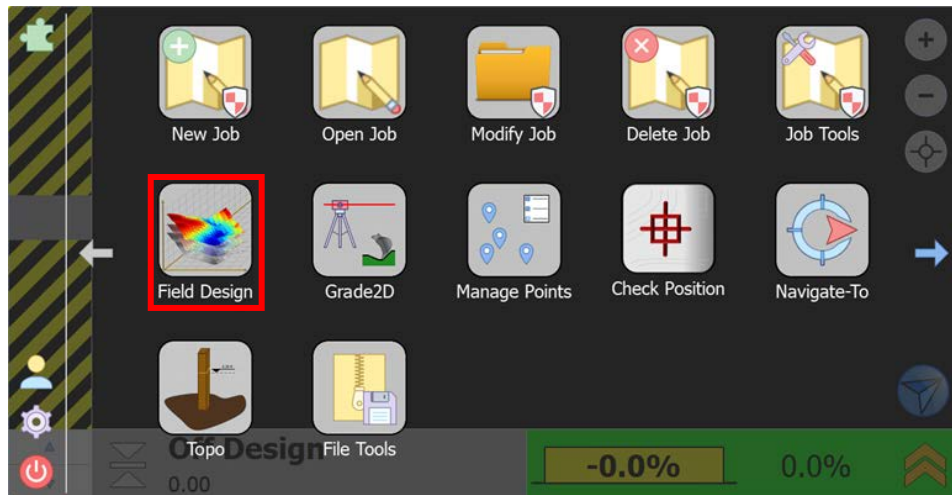 New Job
Open Job
Modify Job
Delete Job
Job Tools
Field Design
Grade2D
Manage Points
Check Position
Navigate-To
Topo
File Tools
Off Design
0.00
-0.0%
0.0%